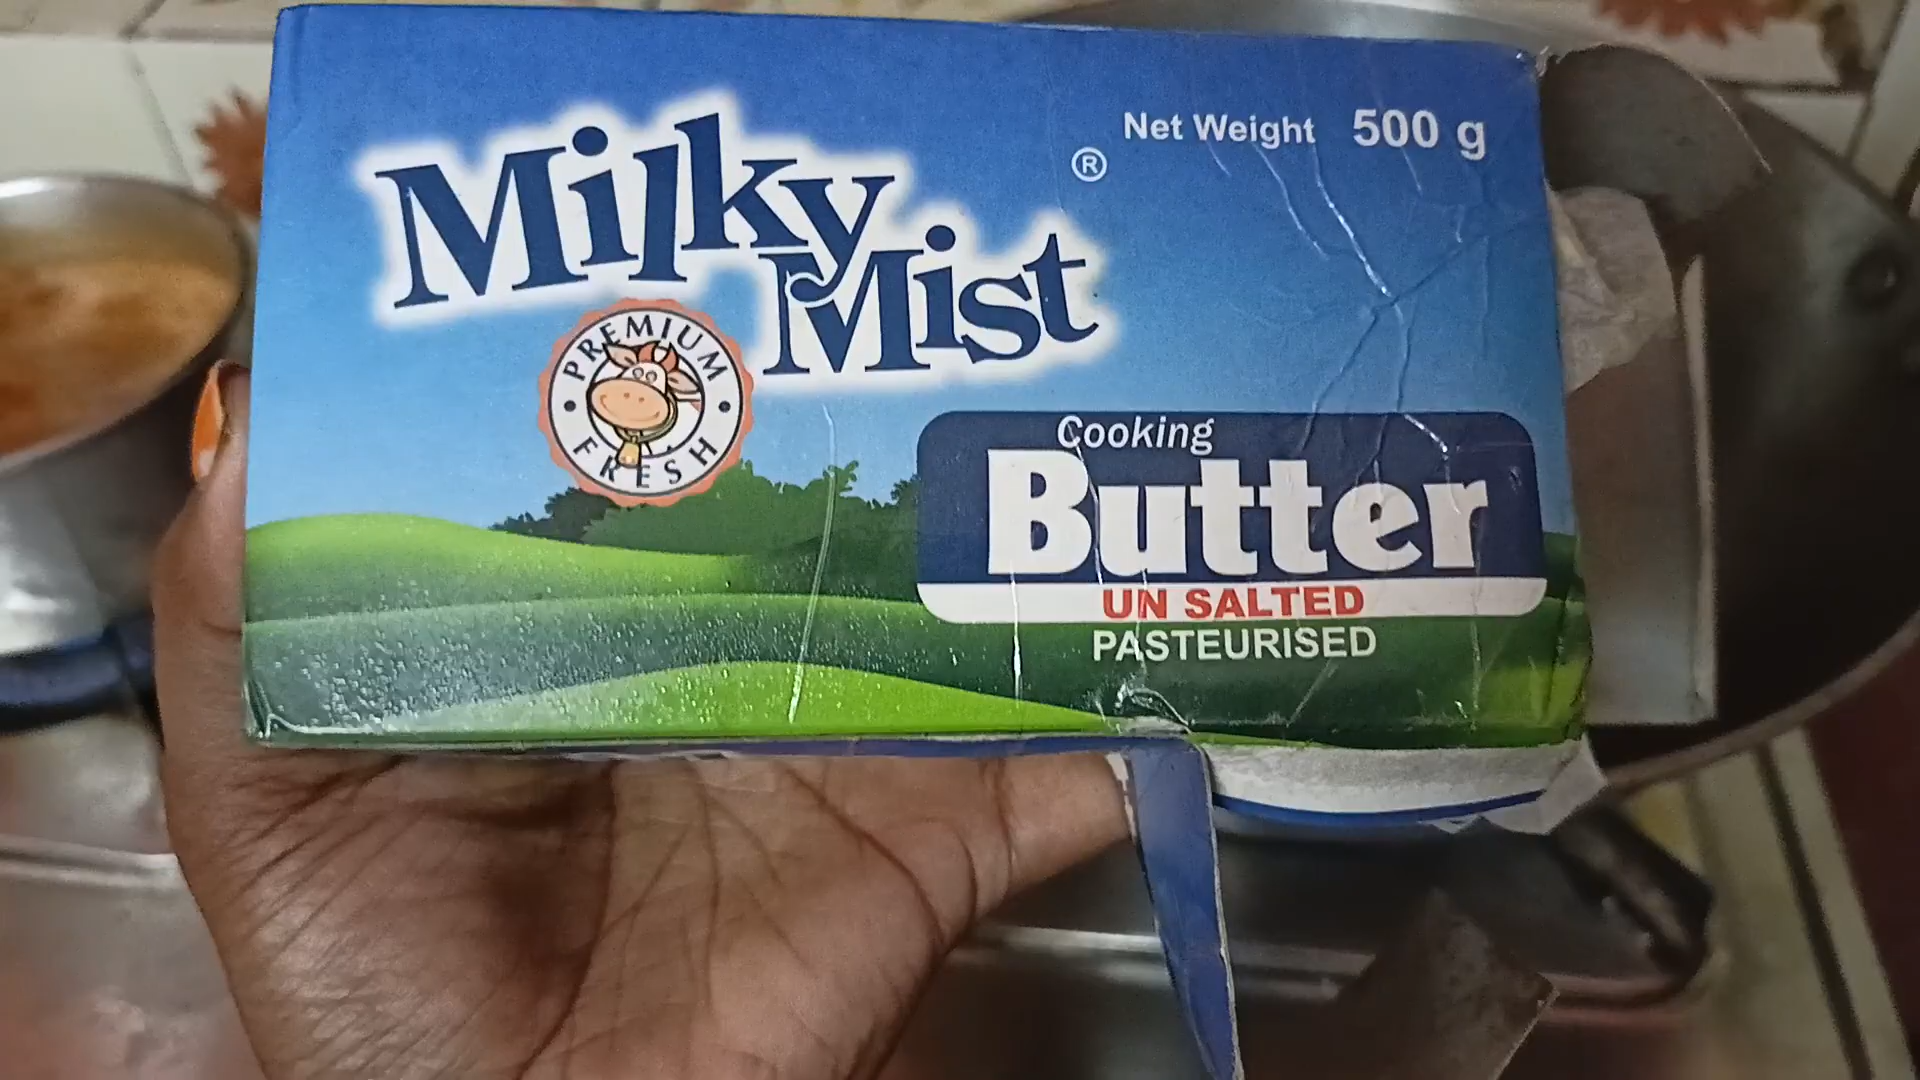 Milky
Mist
®
Net Weight 500 g
PREMIUM
FRESH
Cooking
Butter
UN SALTED
PASTEURISED